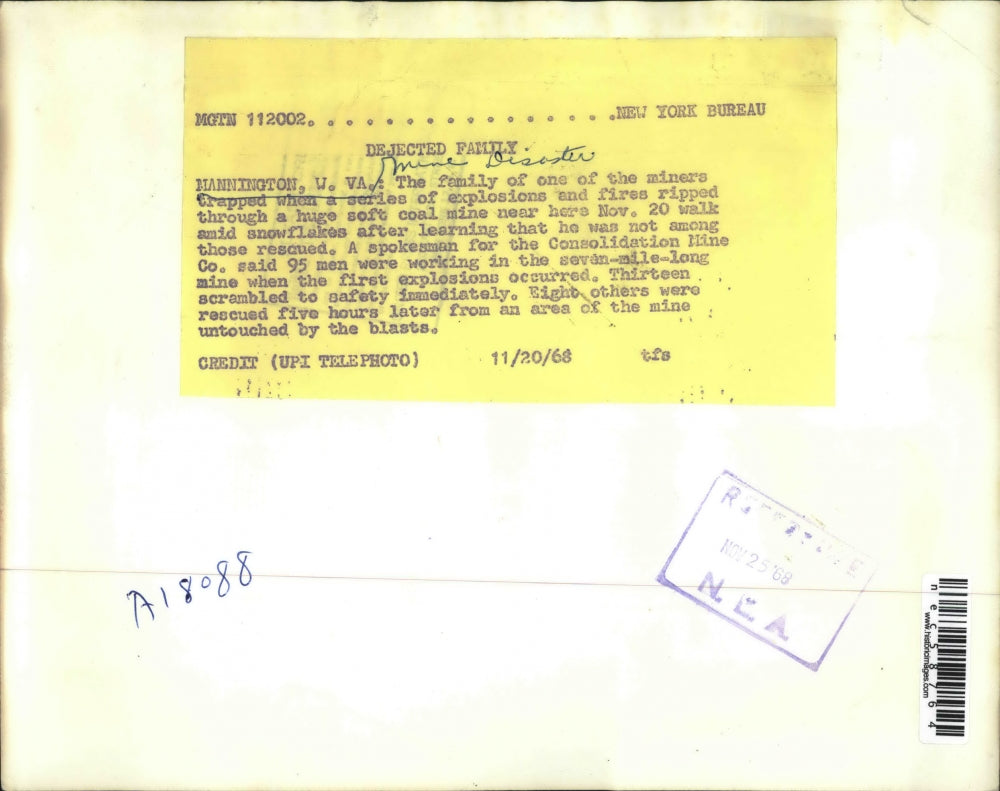 MGTN 112002. . . . . . . . . . . . . . . . .NEW YORK BUREAU
DEJECTED FAMILY
Mine Disaster
MANNINGTON, W. VA.: The family of one of the miners
trapped when a series of explosions and fires ripped
through a huge soft coal mine near here Nov. 20 walk
amid snowflakes after learning that he was not among
those rescued. A spokesman for the Consolidation Mine
Co. said 95 men were working in the seven-mile-long
mine when the first explosions occurred. Thirteen
scrambled to safety immediately. Eight others were
rescued five hours later from an area of the mine
untouched by the blasts.
CREDIT (UPI TELEPHOTO) 11/20/68 tfs
A18088
NOV 25 '68
N.E.A.
nec58764
www.historicimages.com